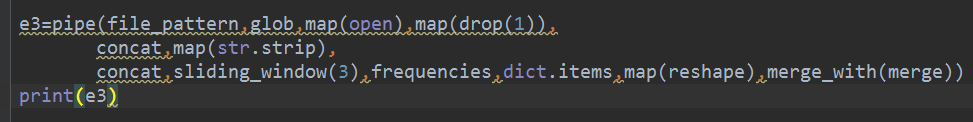 e3=pipe(file_pattern,glob,map(open),map(drop(1)),
concat,map(str.strip),
concat,sliding_window(3),frequencies,dict.items,map(reshape),merge_with(merge))
print(e3)